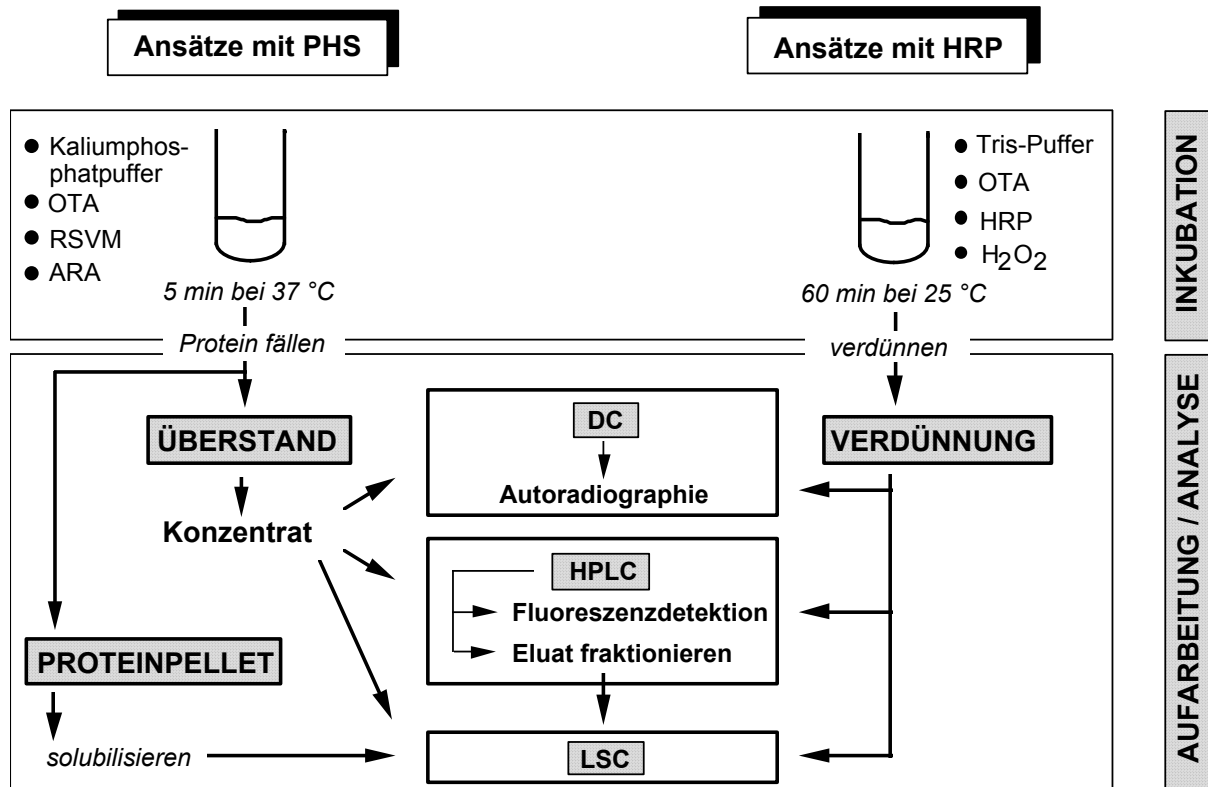 Ansätze mit PHS
Ansätze mit HRP
● Kaliumphos-
phatpuffer
● OTA
● RSVM
● ARA
5 min bei 37 °C
● Tris-Puffer
● OTA
● HRP
● H₂O₂
60 min bei 25 °C
INKUBATION
Protein fällen
verdünnen
ÜBERSTAND
Konzentrat
PROTEINPELLET
solubilisieren
DC
Autoradiographie
HPLC
Fluoreszenzdetektion
Eluat fraktionieren
LSC
VERDÜNNUNG
AUFARBEITUNG / ANALYSE